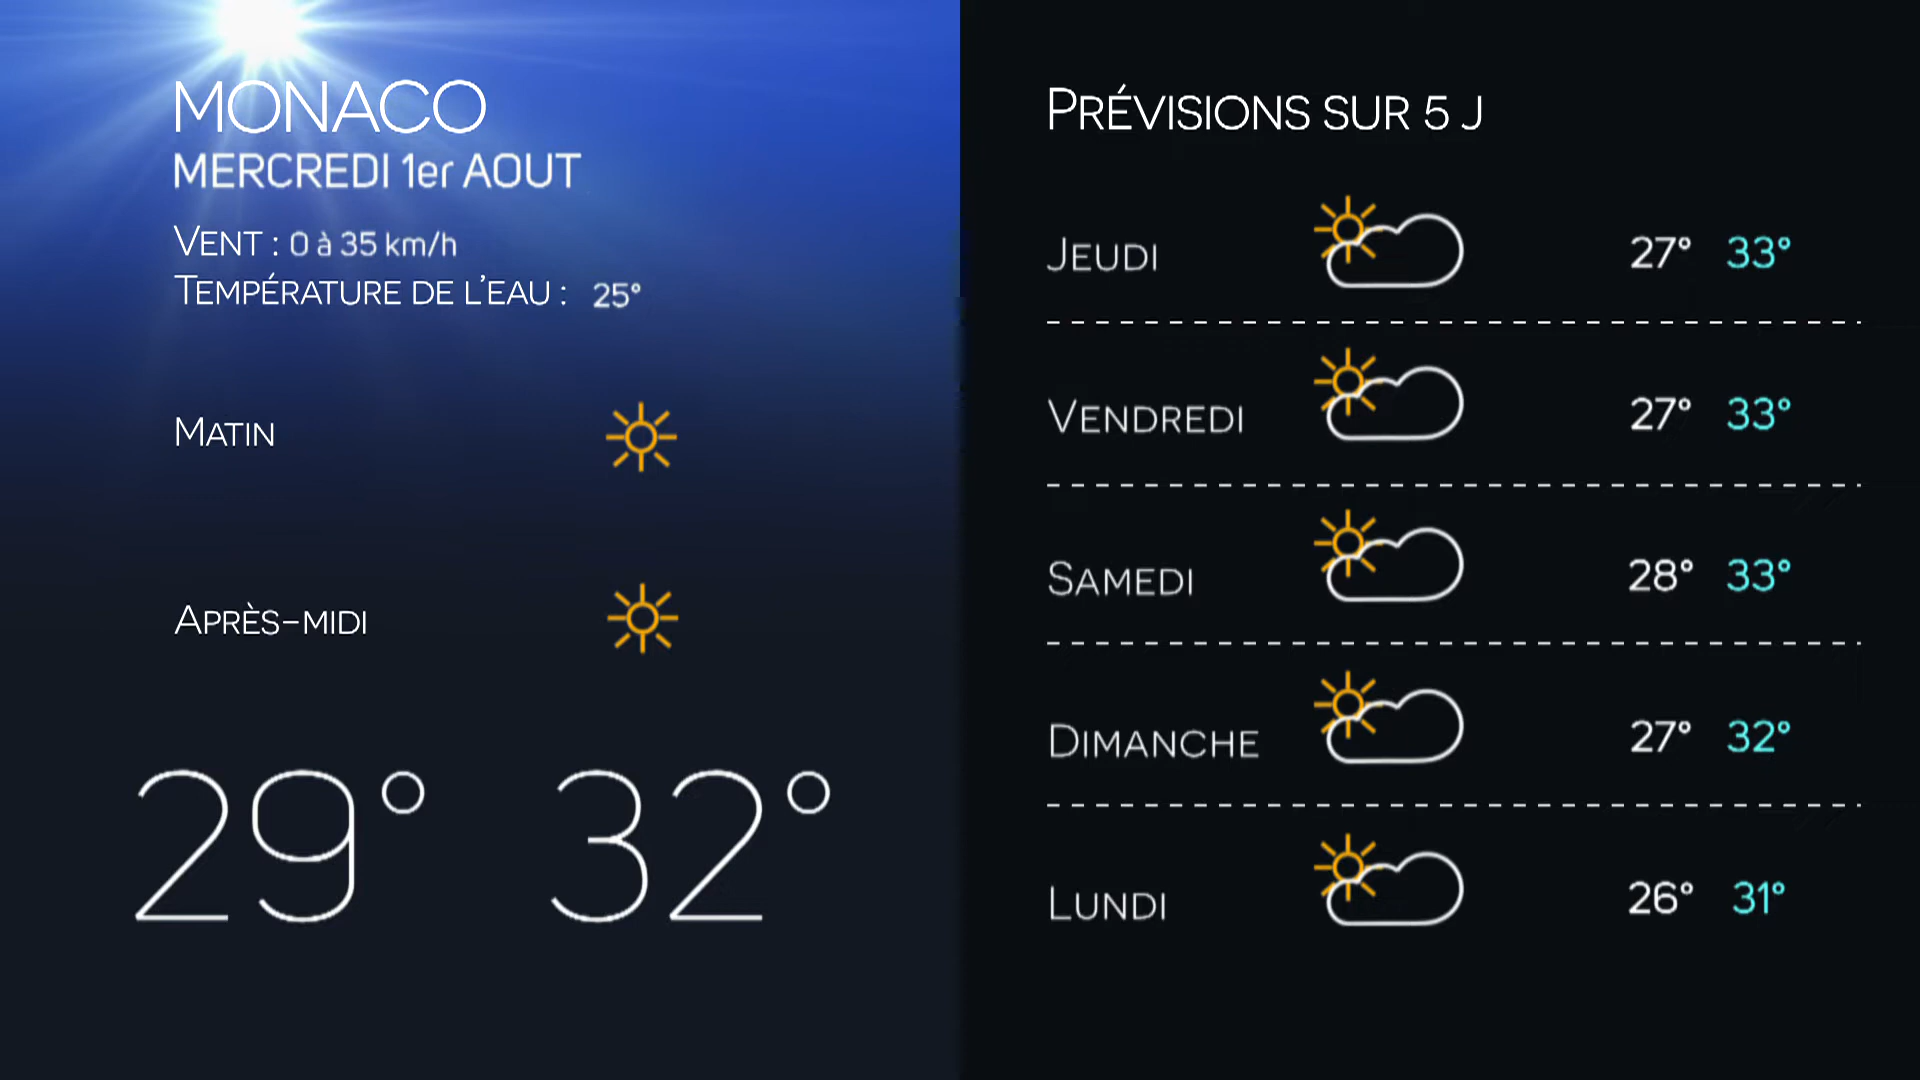 MONACO
MERCREDI 1er AOUT
VENT : 0 à 35 km/h
TEMPÉRATURE DE L'EAU : 25°
MATIN
APRÈS-MIDI
29° 32°
PRÉVISIONS SUR 5 J
JEUDI 27° 33°
VENDREDI 27° 33°
SAMEDI 28° 33°
DIMANCHE 27° 32°
LUNDI 26° 31°